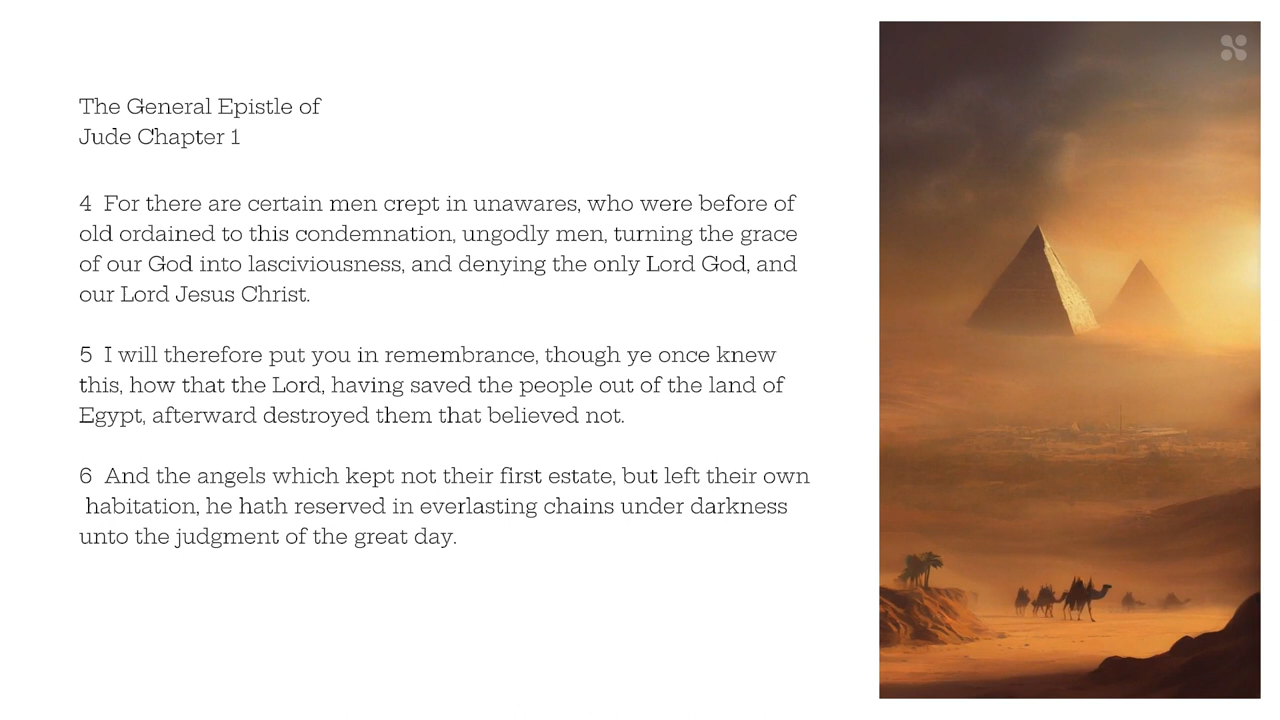 The General Epistle of
Jude Chapter 1
4 For there are certain men crept in unawares, who were before of
old ordained to this condemnation, ungodly men, turning the grace
of our God into lasciviousness, and denying the only Lord God, and
our Lord Jesus Christ.
5 I will therefore put you in remembrance, though ye once knew
this, how that the Lord, having saved the people out of the land of
Egypt, afterward destroyed them that believed not.
6 And the angels which kept not their first estate, but left their own
habitation, he hath reserved in everlasting chains under darkness
unto the judgment of the great day.